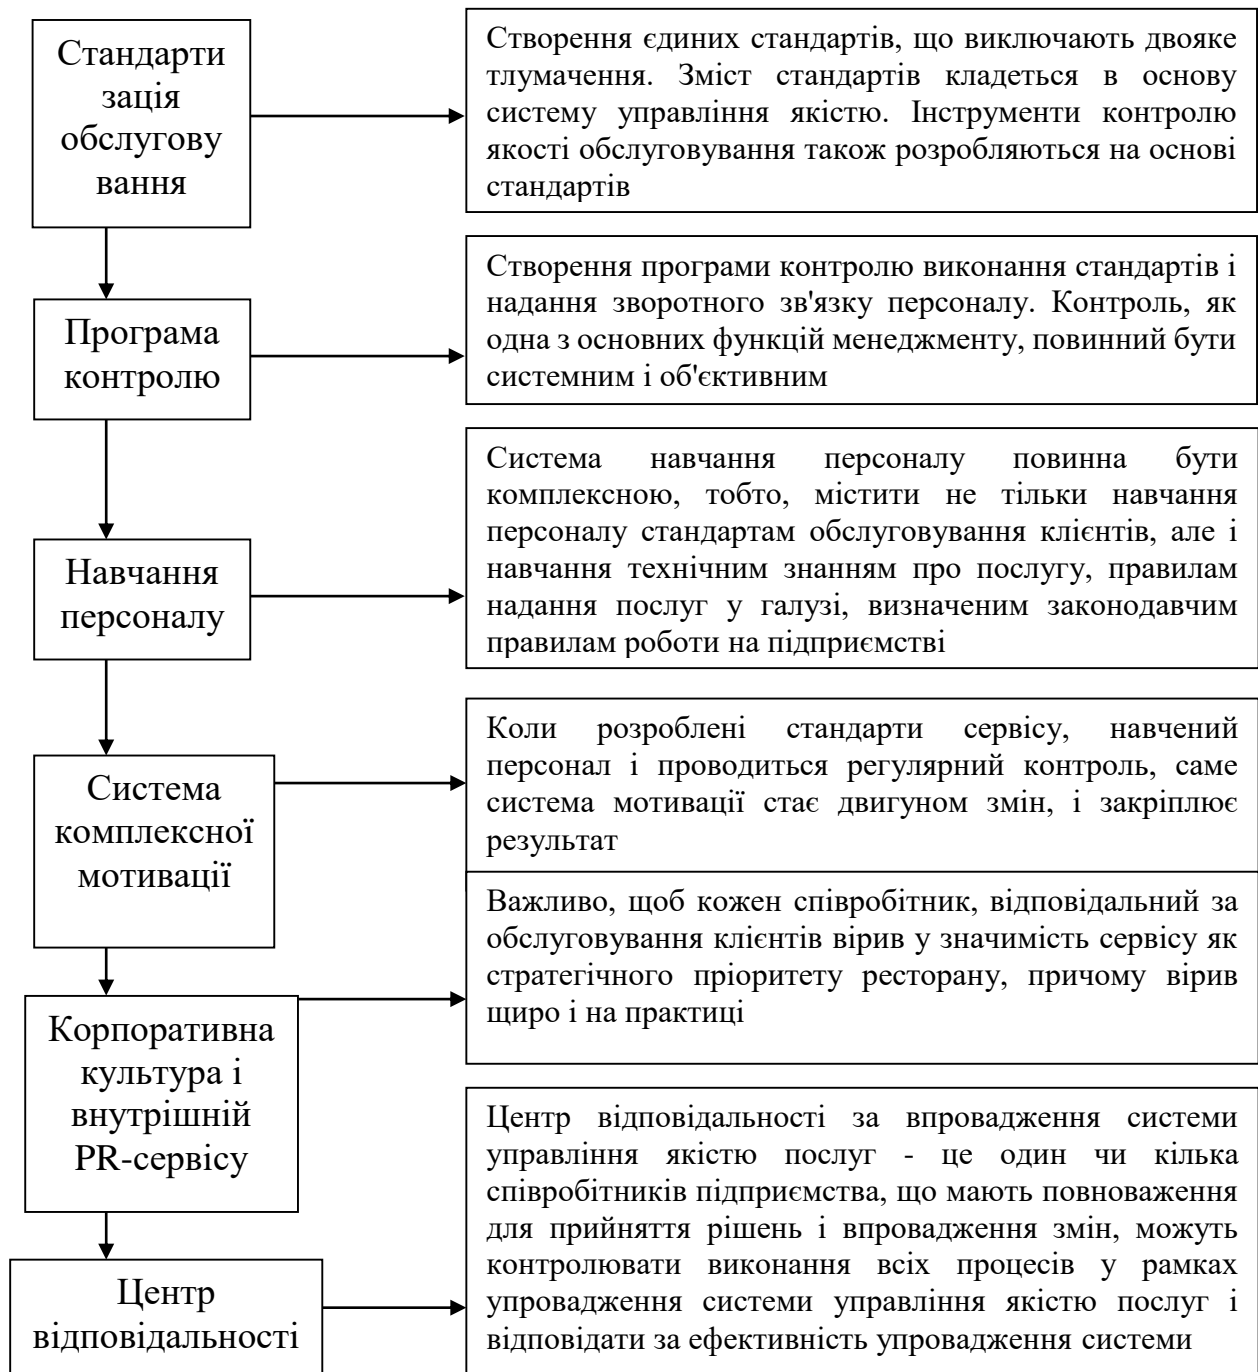 Стандарти
зація
обслугову
вання
Створення єдиних стандартів, що виключають двояке
тлумачення. Зміст стандартів кладеться в основу
систему управління якістю. Інструменти контролю
якості обслуговування також розробляються на основі
стандартів
Програма
контролю
Створення програми контролю виконання стандартів і
надання зворотного зв'язку персоналу. Контроль, як
одна з основних функцій менеджменту, повинний бути
системним і об'єктивним
Навчання
персоналу
Система навчання персоналу повинна бути
комплексною, тобто, містити не тільки навчання
персоналу стандартам обслуговування клієнтів, але і
навчання технічним знанням про послугу, правилам
надання послуг у галузі, визначеним законодавчим
правилам роботи на підприємстві
Система
комплексної
мотивації
Коли розроблені стандарти сервісу, навчений
персонал і проводиться регулярний контроль, саме
система мотивації стає двигуном змін, і закріплює
результат
Корпоративна
культура і
внутрішній
PR-сервісу
Важливо, щоб кожен співробітник, відповідальний за
обслуговування клієнтів вірив у значимість сервісу як
стратегічного пріоритету ресторану, причому вірив
щиро і на практиці
Центр
відповідальності
Центр відповідальності за впровадження системи
управління якістю послуг - це один чи кілька
співробітників підприємства, що мають повноваження
для прийняття рішень і впровадження змін, можуть
контролювати виконання всіх процесів у рамках
упровадження системи управління якістю послуг і
відповідати за ефективність упровадження системи